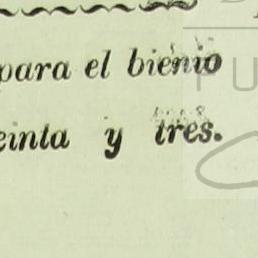 para el bienio
einta y tres.